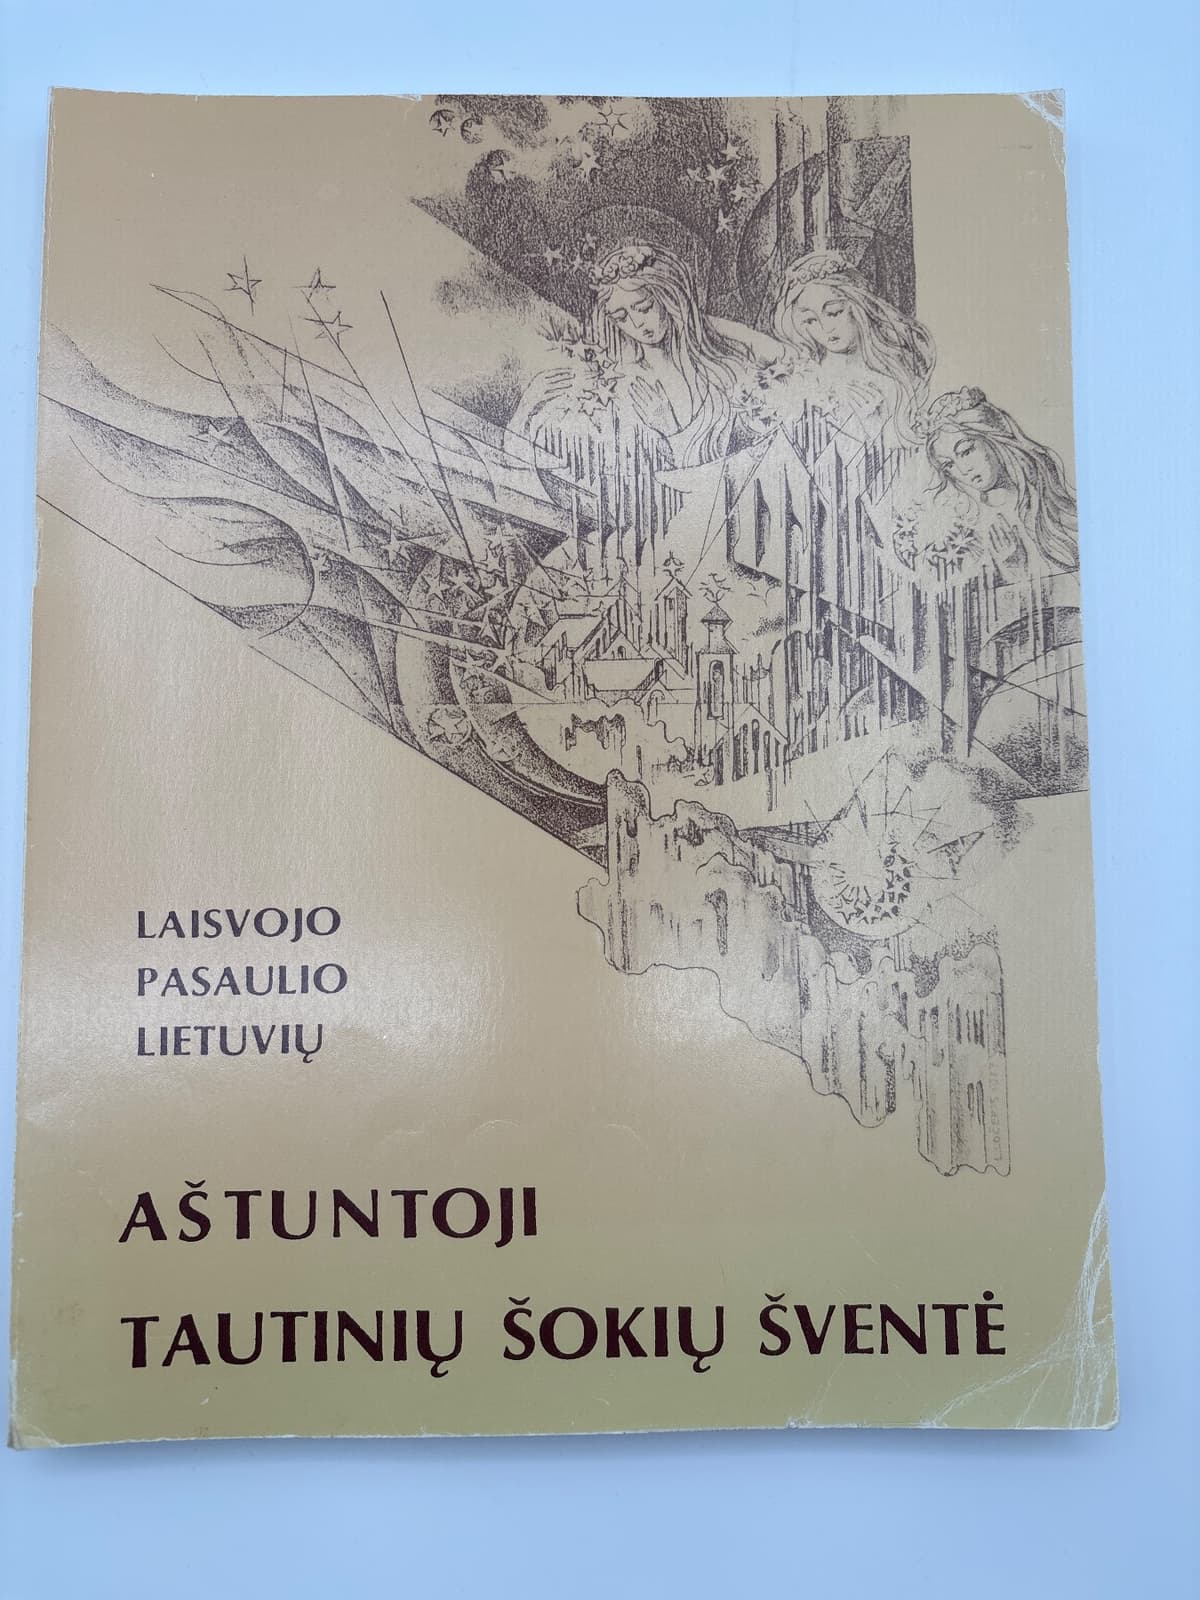 LAISVOJO
PASAULIO
LIETUVIŲ
AŠTUNTOJI
TAUTINIŲ ŠOKIŲ ŠVENTĖ